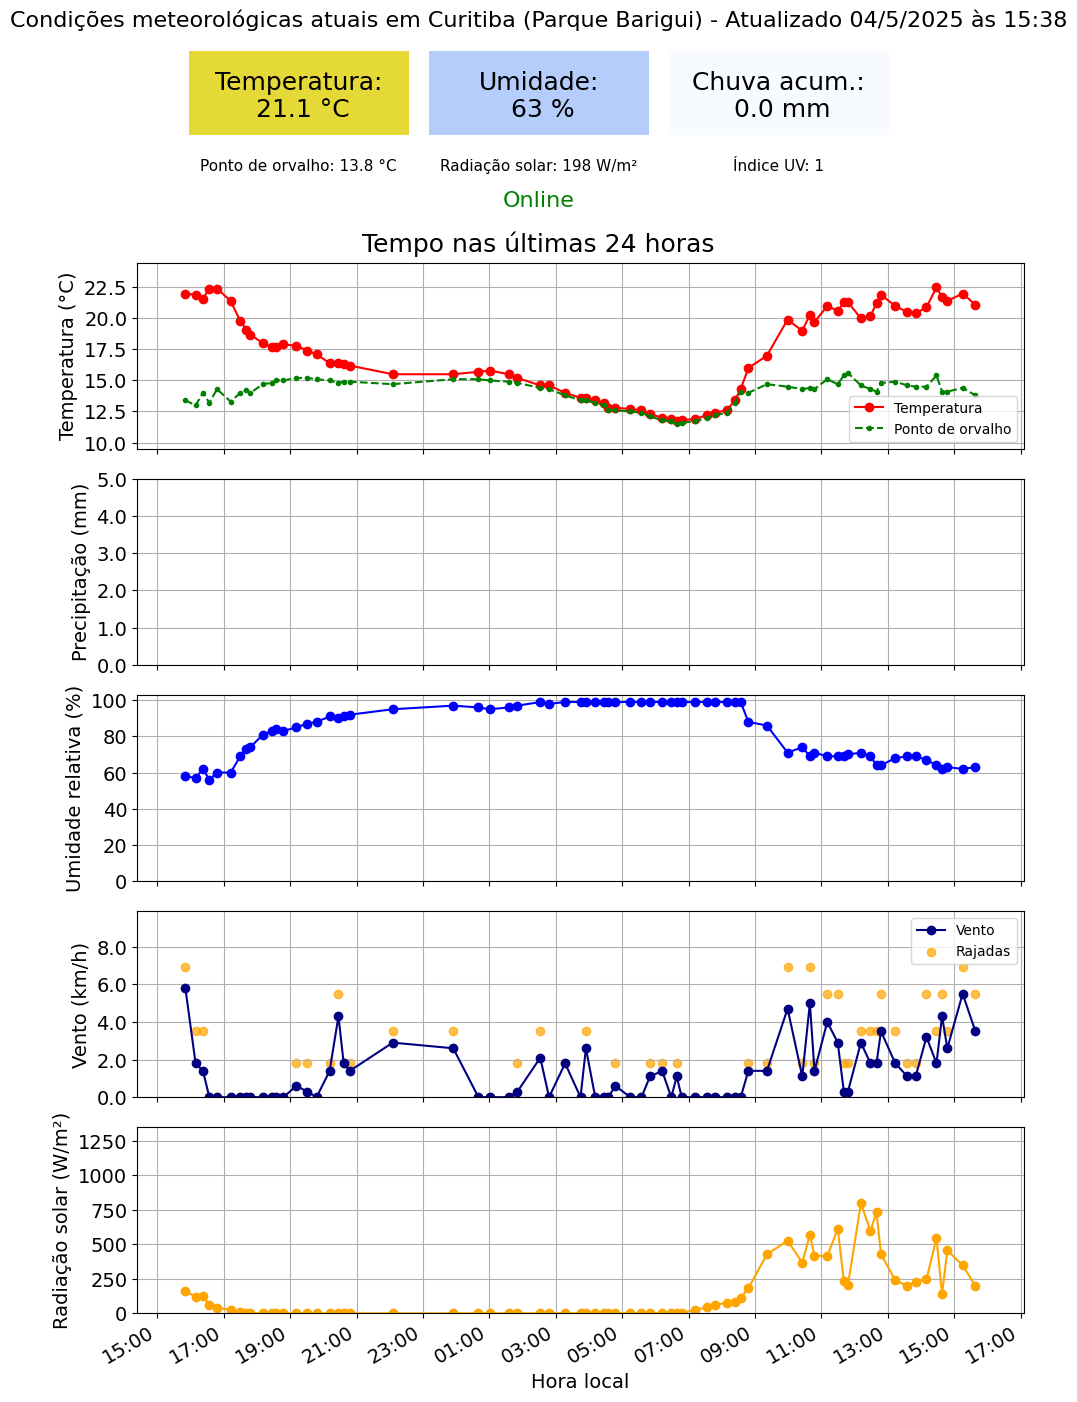 Condições meteorológicas atuais em Curitiba (Parque Barigui) - Atualizado 04/5/2025 às 15:38
Temperatura:
21.1 °C
Umidade:
63 %
Chuva acum.:
0.0 mm
Ponto de orvalho: 13.8 °C
Radiação solar: 198 W/m²
Índice UV: 1
Online
Tempo nas últimas 24 horas
Temperatura (°C)
22.5
20.0
17.5
15.0
12.5
10.0
Temperatura
Ponto de orvalho
Precipitação (mm)
5.0
4.0
3.0
2.0
1.0
0.0
Umidade relativa (%)
100
80
60
40
20
0
Vento (km/h)
8.0
6.0
4.0
2.0
0.0
Vento
Rajadas
Radiação solar (W/m²)
1250
1000
750
500
250
0
15:00
17:00
19:00
21:00
23:00
01:00
03:00
05:00
07:00
09:00
11:00
13:00
15:00
17:00
Hora local